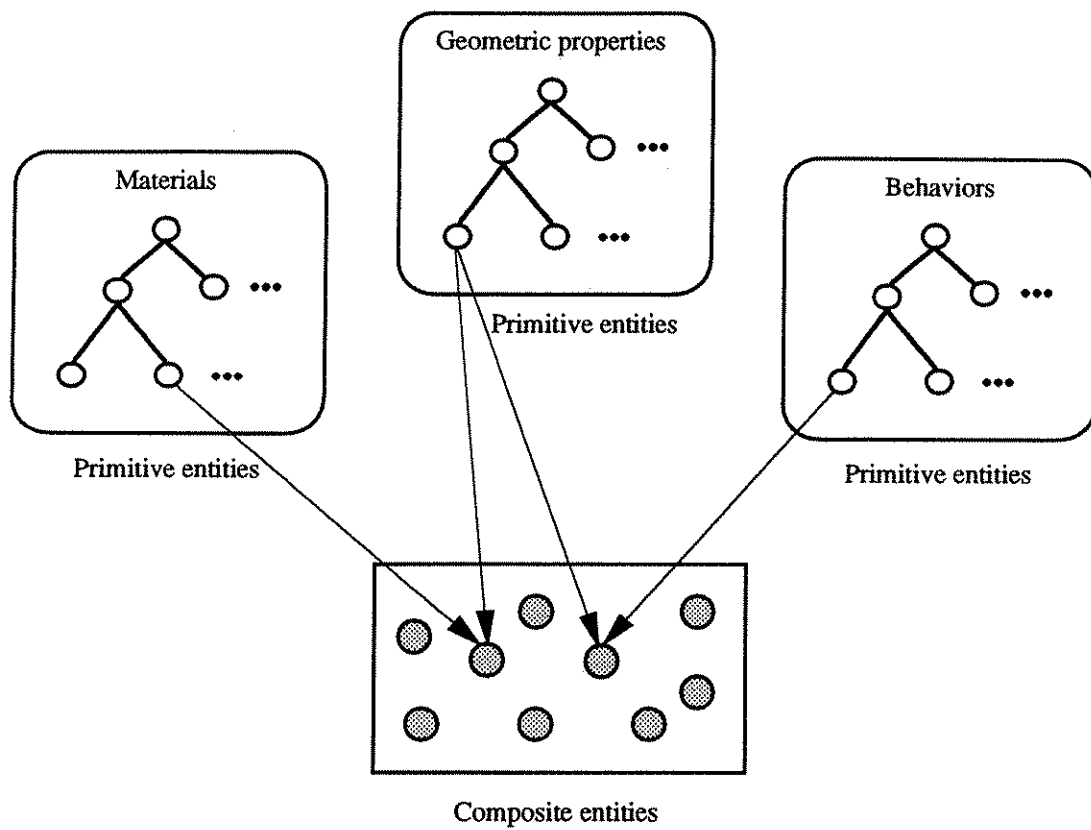 Geometric properties
Materials
Behaviors
Primitive entities
Primitive entities
Primitive entities
Composite entities